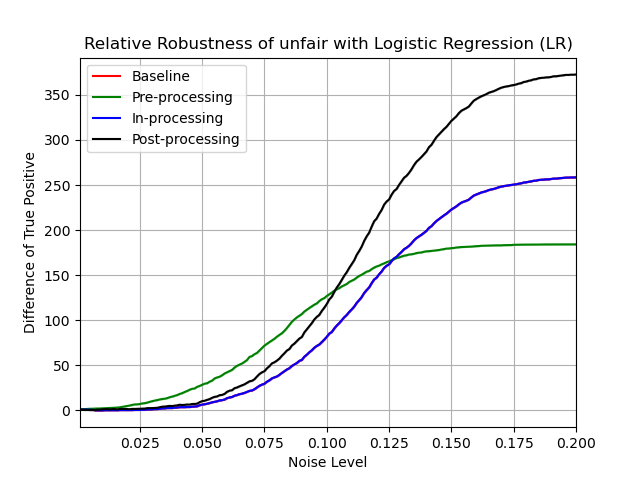 Relative Robustness of unfair with Logistic Regression (LR)
Baseline
Pre-processing
In-processing
Post-processing
Difference of True Positive
350
300
250
200
150
100
50
0
0.025 0.050 0.075 0.100 0.125 0.150 0.175 0.200
Noise Level